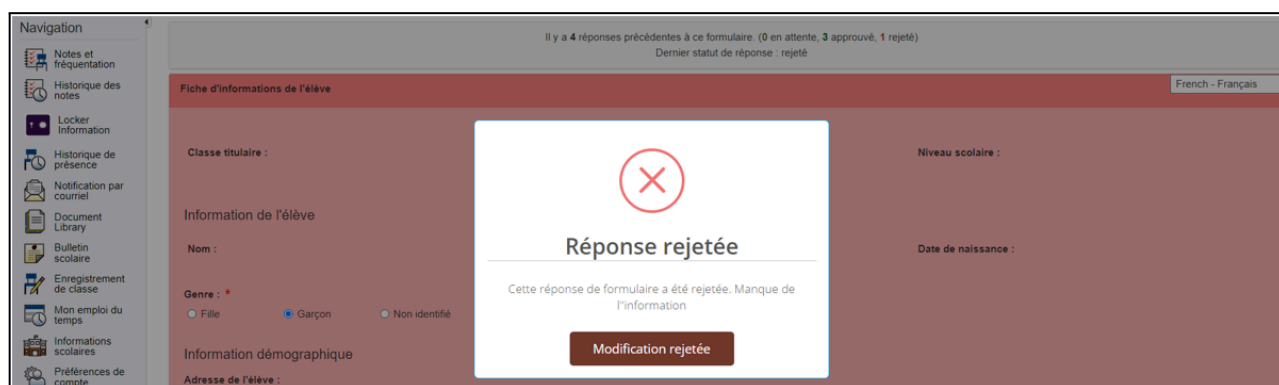 Navigation
Notes et
fréquentation
Historique des
notes
Locker
Information
Historique de
présence
Notification par
courriel
Document
Library
Bulletin
scolaire
Enregistrement
de classe
Mon emploi du
temps
Informations
scolaires
Préférences de
compte
Il y a 4 réponses précédentes à ce formulaire. (0 en attente, 3 approuvé, 1 rejeté)
Dernier statut de réponse : rejeté
Fiche d'informations de l'élève
French - Français
Classe titulaire :
Niveau scolaire :
Information de l'élève
Nom :
Date de naissance :
Genre : *
Fille
Garçon
Non identifié
Information démographique
Adresse de l'élève :
Réponse rejetée
Cette réponse de formulaire a été rejetée. Manque de
l''information
Modification rejetée